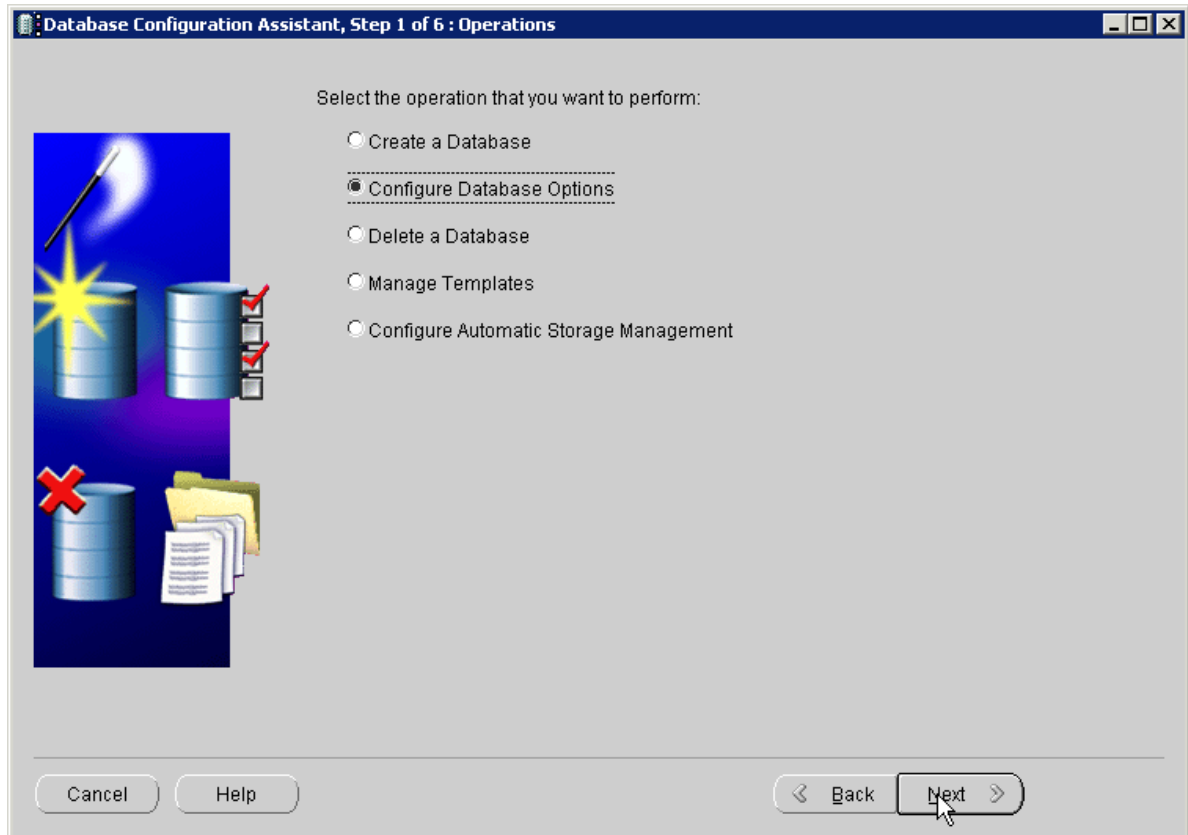 Database Configuration Assistant, Step 1 of 6 : Operations
Select the operation that you want to perform:
Create a Database
Configure Database Options
Delete a Database
Manage Templates
Configure Automatic Storage Management
Cancel
Help
Back
Next